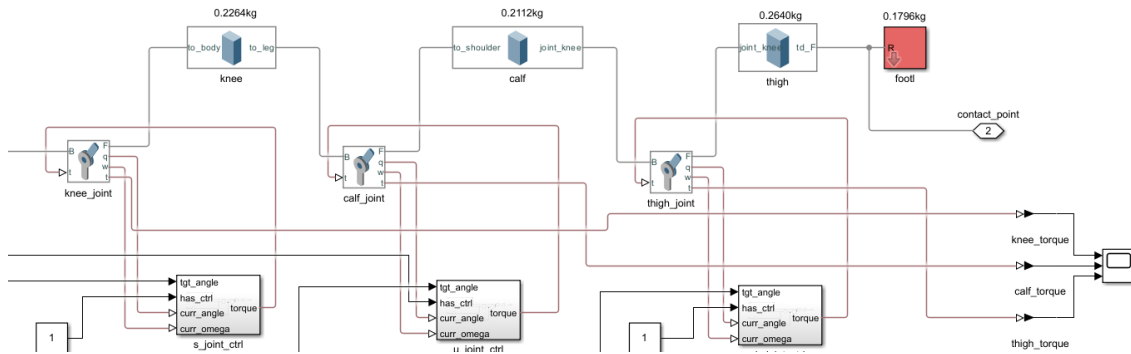 0.2264kg
0.2112kg
0.2640kg
0.1796kg
to_body
to_leg
knee
to_shoulder
joint_knee
calf
joint_knee
td_F
thigh
R
footl
contact_point
2
B
F
q
w
t
t
knee_joint
B
F
q
w
t
t
calf_joint
B
F
q
w
t
t
thigh_joint
knee_torque
calf_torque
thigh_torque
tgt_angle
has_ctrl
curr_angle
curr_omega
torque
s_joint_ctrl
1
tgt_angle
has_ctrl
curr_angle
curr_omega
torque
u_joint_ctrl
1
tgt_angle
has_ctrl
curr_angle
curr_omega
torque